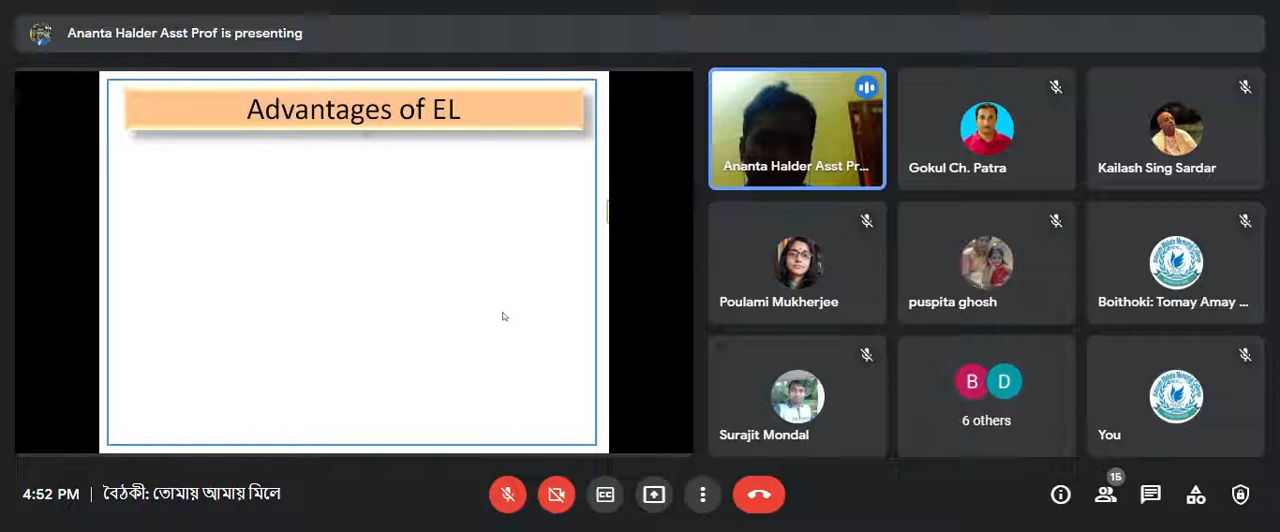 Ananta Halder Asst Prof is presenting
Advantages of EL
Ananta Halder Asst Pr...
Gokul Ch. Patra
Kailash Sing Sardar
Poulami Mukherjee
puspita ghosh
Boithoki: Tomay Amay ...
Surajit Mondal
B D
6 others
You
4:52 PM | বৈঠকী: তোমায় আমায় মিলে
CC
15